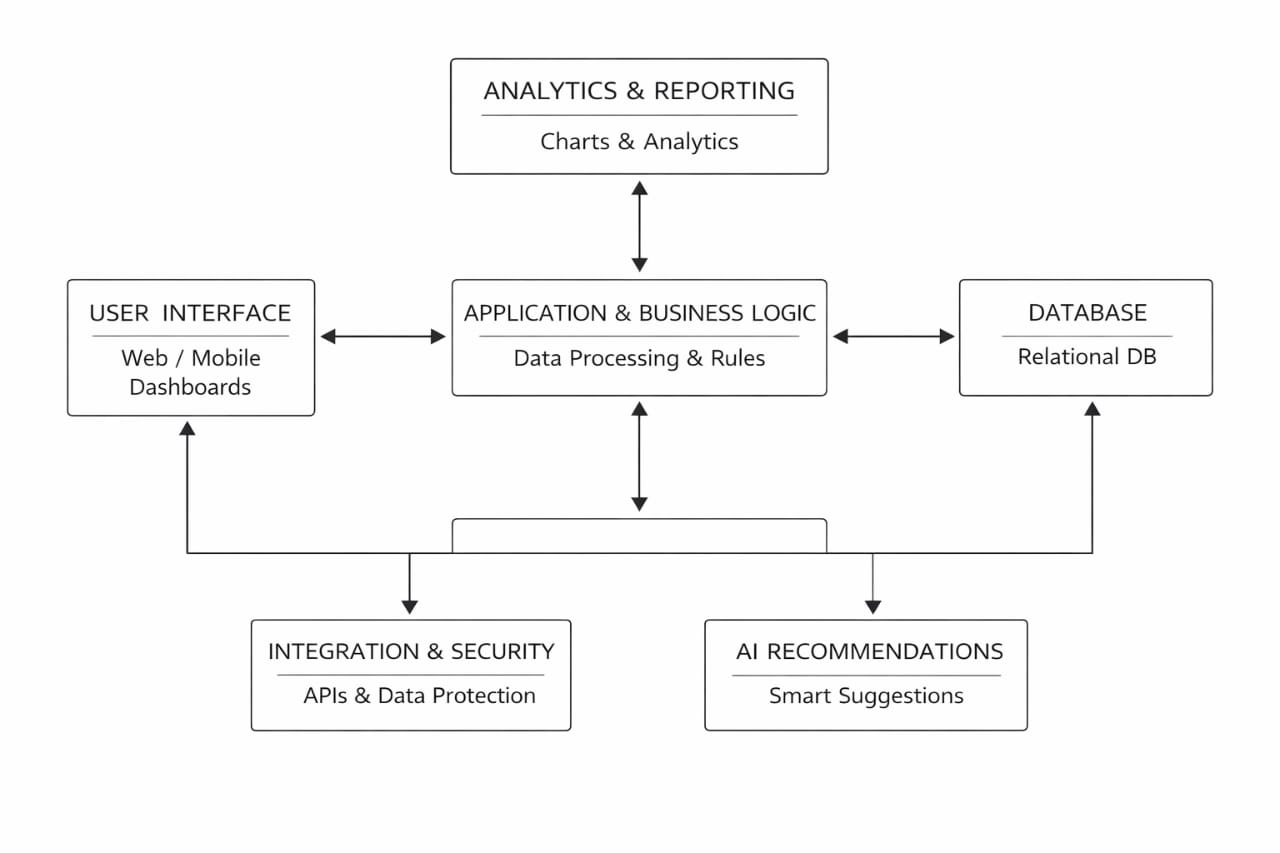 ANALYTICS & REPORTING
Charts & Analytics
USER INTERFACE
Web / Mobile
Dashboards
APPLICATION & BUSINESS LOGIC
Data Processing & Rules
DATABASE
Relational DB
INTEGRATION & SECURITY
APIs & Data Protection
AI RECOMMENDATIONS
Smart Suggestions